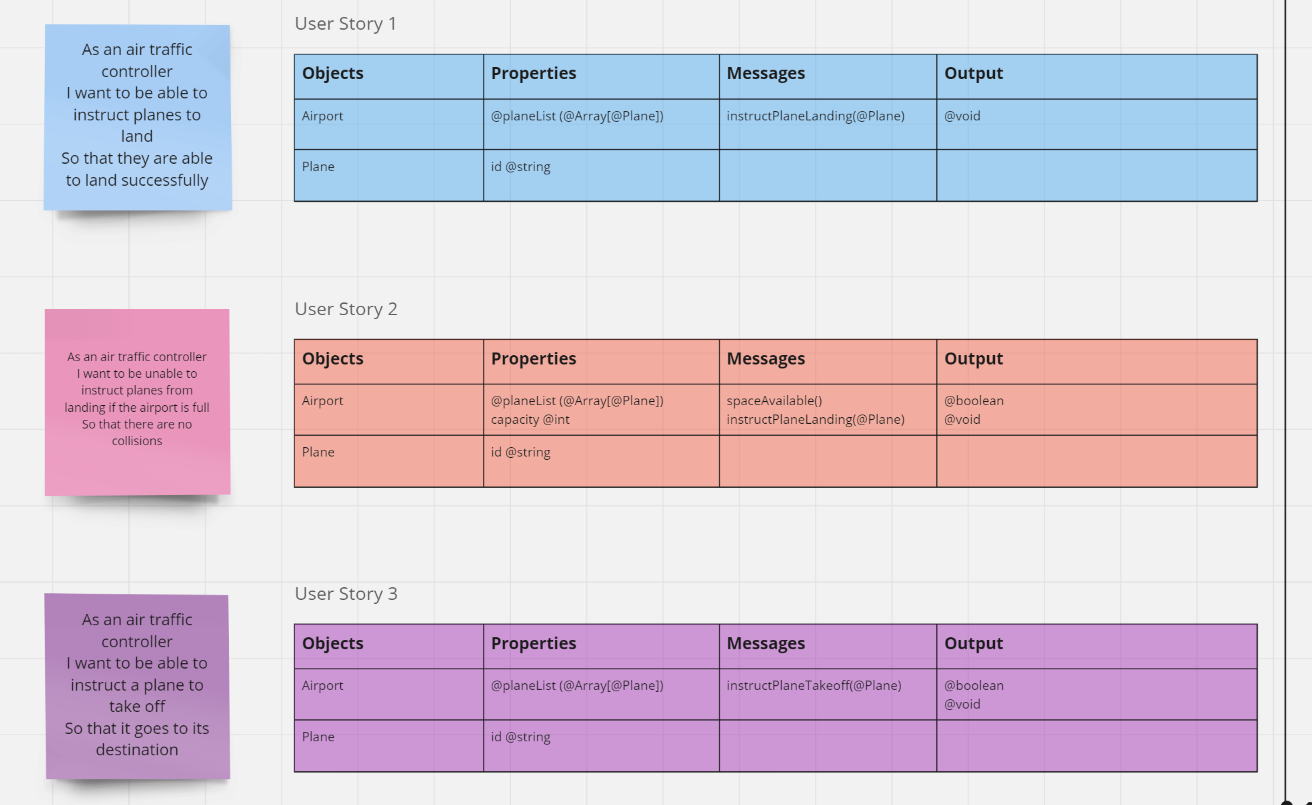 User Story 1
As an air traffic
controller
I want to be able to
instruct planes to
land
So that they are able
to land successfully
Objects Properties Messages Output
Airport @planeList (@Array[@Plane]) instructPlaneLanding(@Plane) @void
Plane id @string
User Story 2
As an air traffic controller
I want to be unable to
instruct planes from
landing if the airport is full
So that there are no
collisions
Objects Properties Messages Output
Airport @planeList (@Array[@Plane]) spaceAvailable() @boolean
capacity @int instructPlaneLanding(@Plane) @void
Plane id @string
User Story 3
As an air traffic
controller
I want to be able to
instruct a plane to
take off
So that it goes to its
destination
Objects Properties Messages Output
Airport @planeList (@Array[@Plane]) instructPlaneTakeoff(@Plane) @boolean
@void
Plane id @string